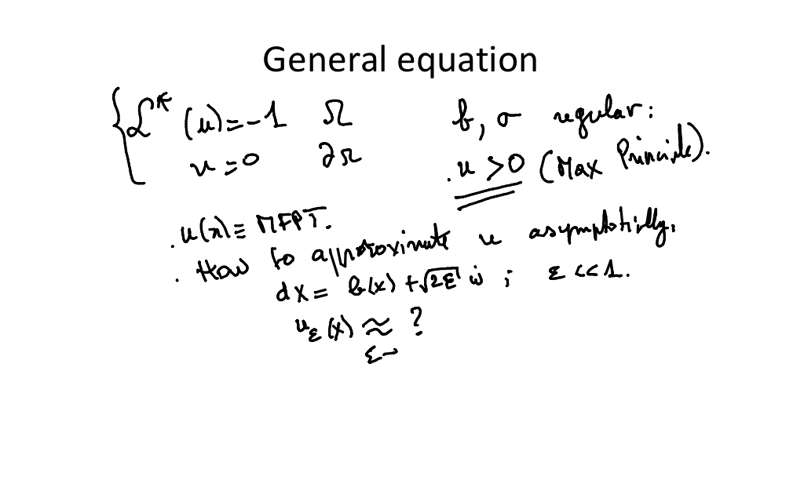 General equation
ℒ* (u) = -1   Ω   b, σ regular:
u = 0   ∂Ω   . u > 0 (Max Principle).
. u(x) ≡ MFPT.
. How to approximate u asymptotically.
dX = b(x) + √2ε ẇ ; ε << 1.
u_ε(x) ≈ ?
ε→